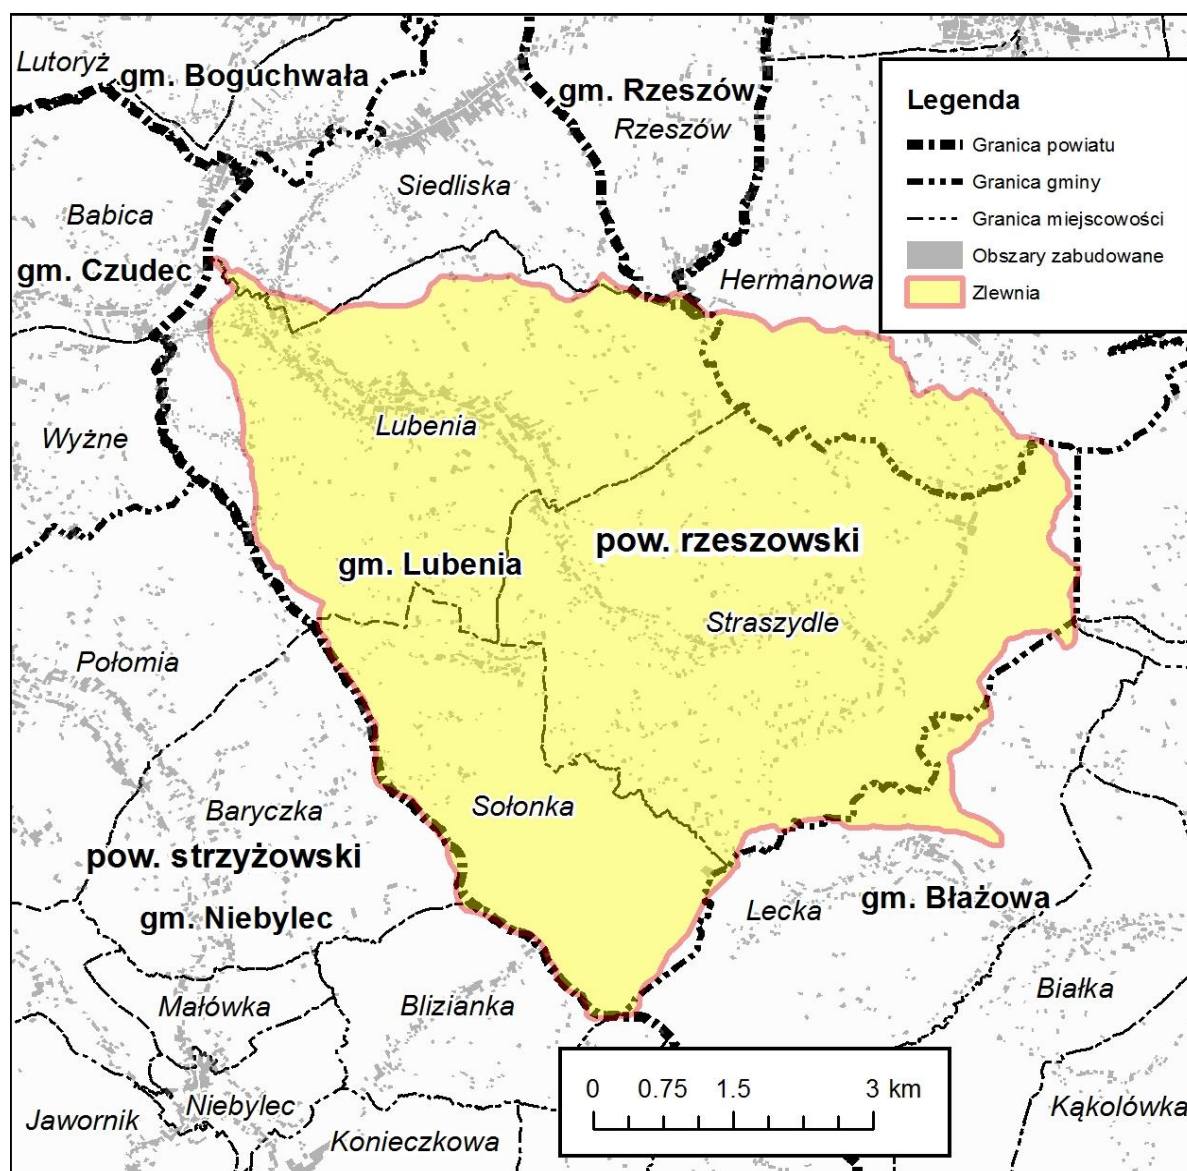 Lutoryż
gm. Boguchwała
gm. Rzeszów
Rzeszów
Legenda
Granica powiatu
Granica gminy
Granica miejscowości
Obszary zabudowane
Zlewnia
Siedliska
Babica
gm. Czudec
Hermanowa
Lubenia
Wyżne
pow. rzeszowski
gm. Lubenia
Straszydle
Połomia
Baryczka
Sołonka
pow. strzyżowski
gm. Niebylec
Lecka
gm. Błażowa
Małówka
Blizianka
Białka
0 0.75 1.5 3 km
Jawornik
Niebylec
Konieczkowa
Kąkolówka